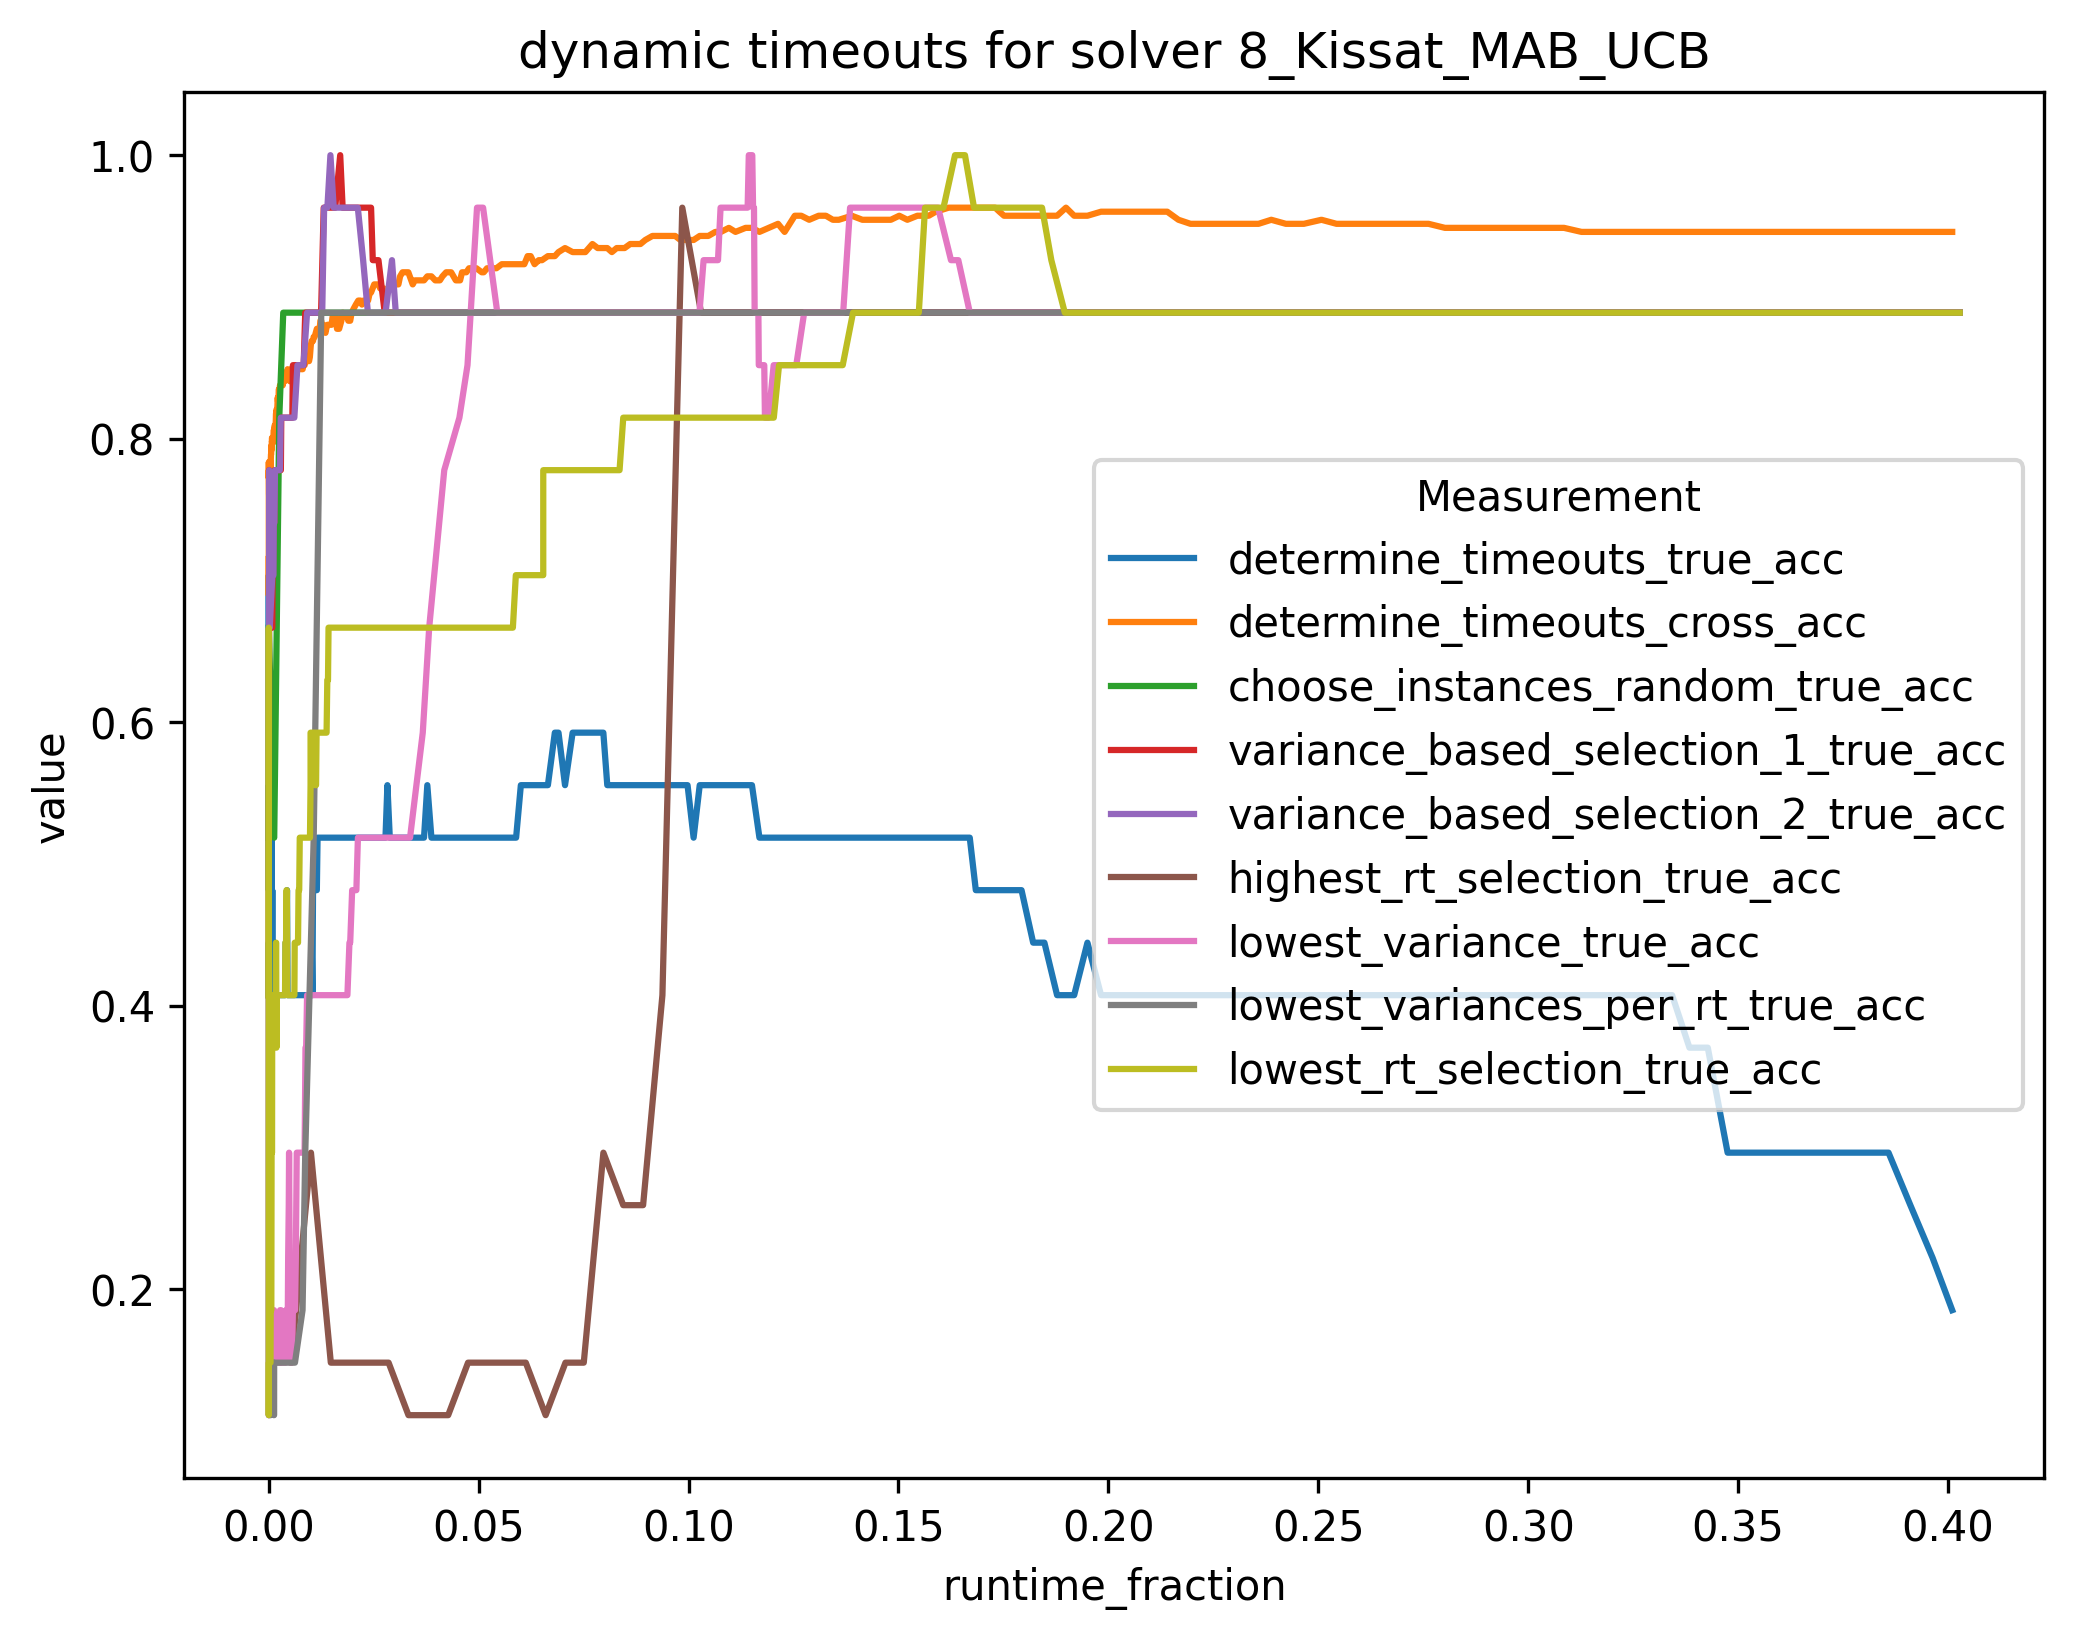 dynamic timeouts for solver 8_Kissat_MAB_UCB
1.0
0.8
0.6
0.4
0.2
value
Measurement
determine_timeouts_true_acc
determine_timeouts_cross_acc
choose_instances_random_true_acc
variance_based_selection_1_true_acc
variance_based_selection_2_true_acc
highest_rt_selection_true_acc
lowest_variance_true_acc
lowest_variances_per_rt_true_acc
lowest_rt_selection_true_acc
0.00 0.05 0.10 0.15 0.20 0.25 0.30 0.35 0.40
runtime_fraction